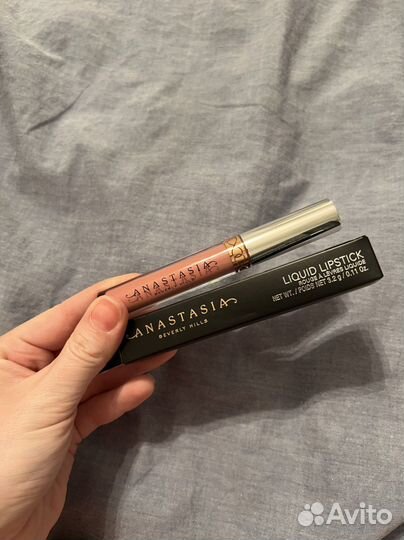 ANASTASIA
LIQUID LIPSTICK
ROUGE À LÈVRES LIQUIDE
NET WT. / POIDS NET 3.2 g / 0.11 Oz.
ANASTASIA
BEVERLY HILLS
Avito